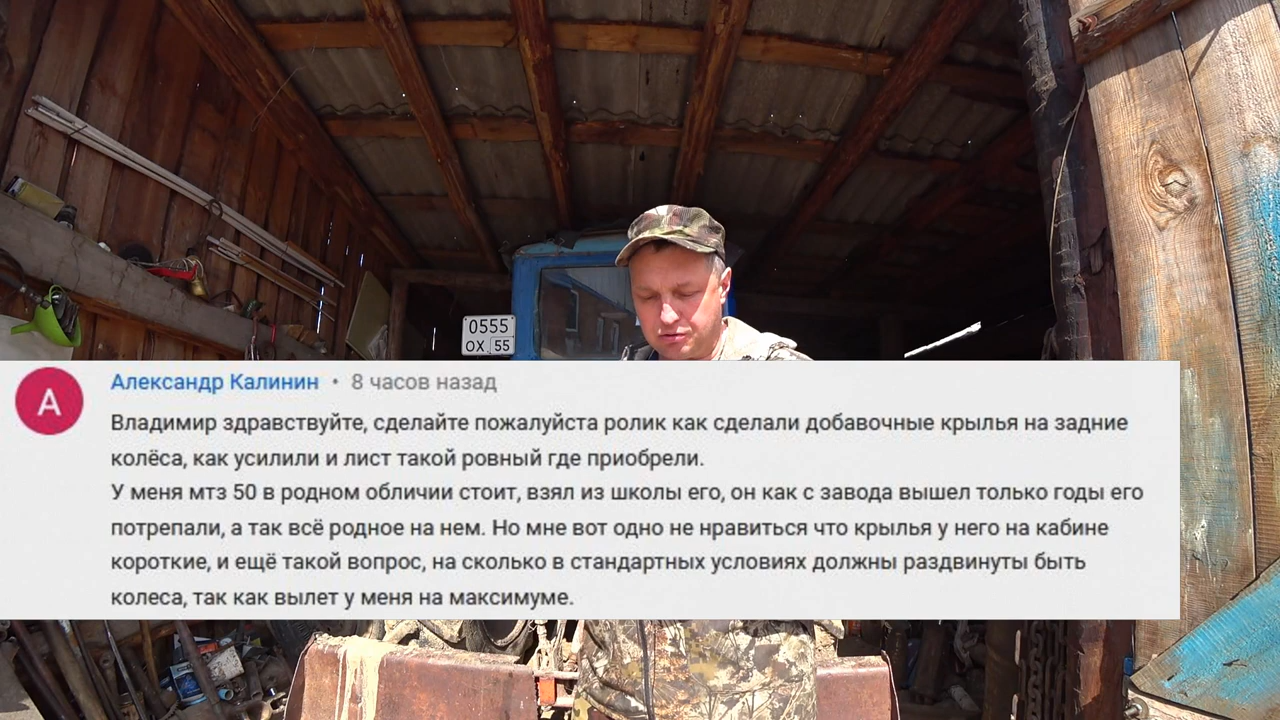 0555
ОХ 55
А
Александр Калинин • 8 часов назад
Владимир здравствуйте, сделайте пожалуйста ролик как сделали добавочные крылья на задние
колёса, как усилили и лист такой ровный где приобрели.
У меня мтз 50 в родном обличии стоит, взял из школы его, он как с завода вышел только годы его
потрепали, а так всё родное на нем. Но мне вот одно не нравиться что крылья у него на кабине
короткие, и ещё такой вопрос, на сколько в стандартных условиях должны раздвинуты быть
колеса, так как вылет у меня на максимуме.